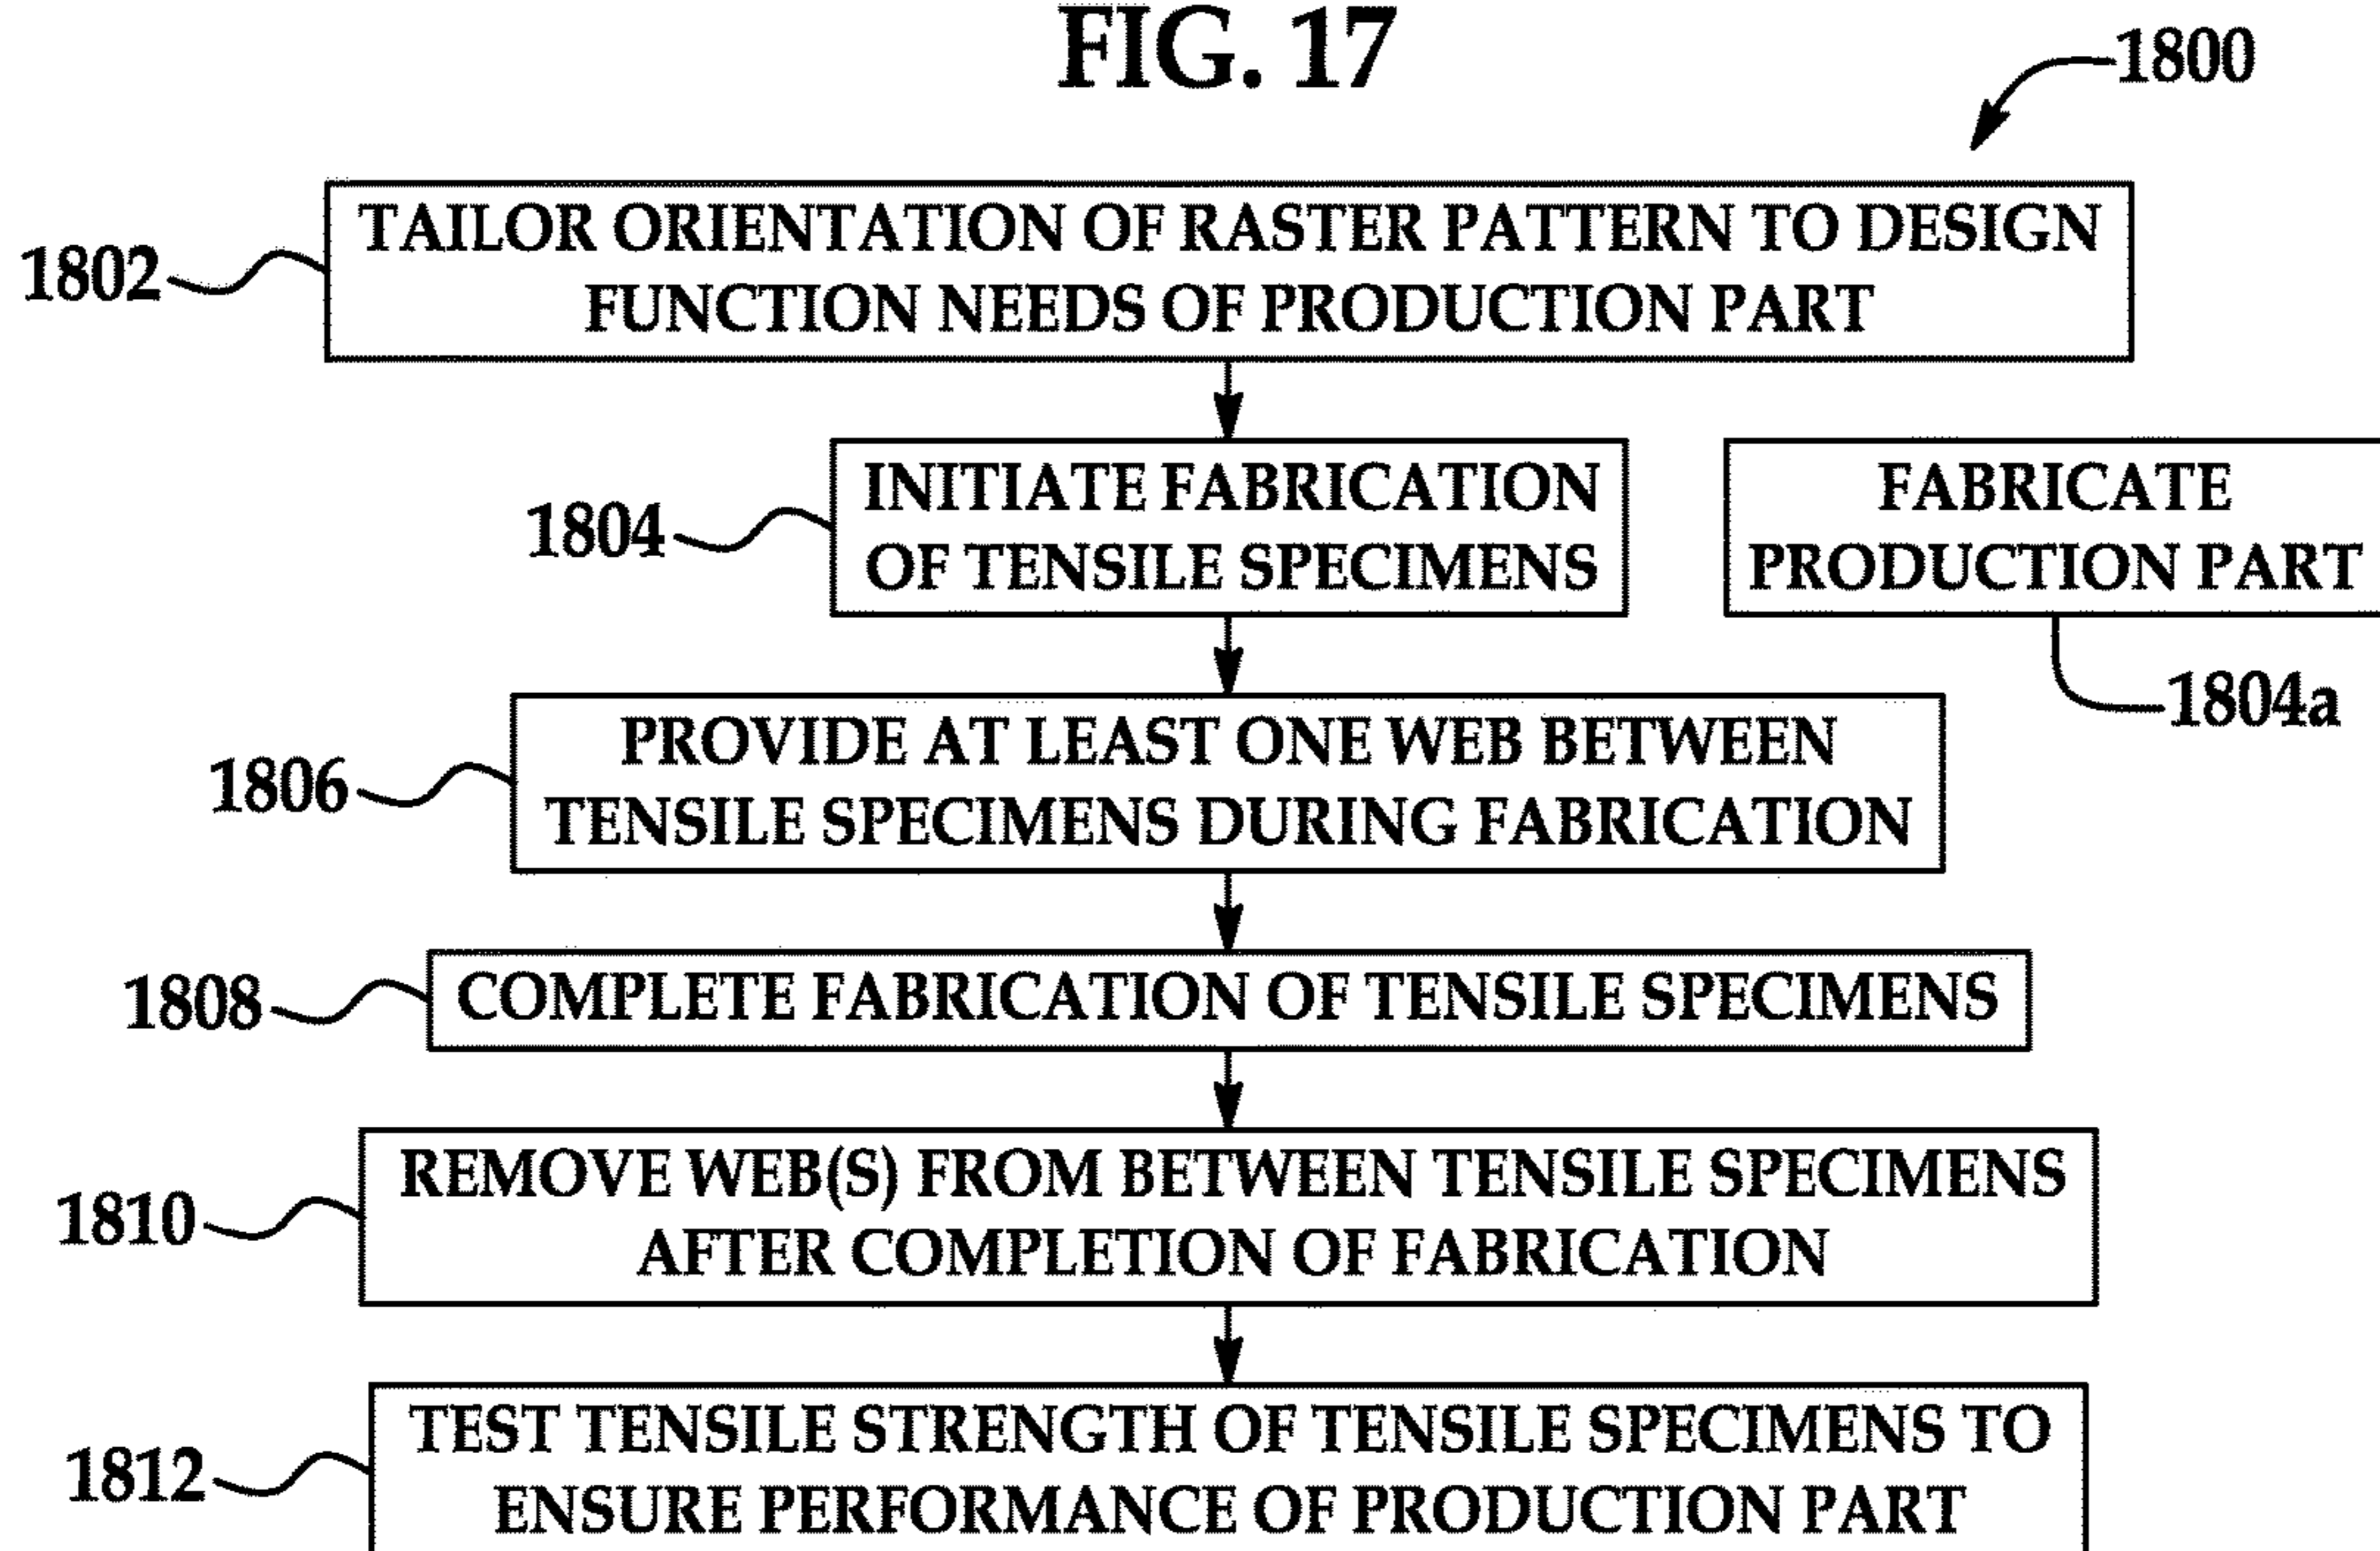 FIG. 17
1800
1802
TAILOR ORIENTATION OF RASTER PATTERN TO DESIGN
FUNCTION NEEDS OF PRODUCTION PART
1804
INITIATE FABRICATION
OF TENSILE SPECIMENS
FABRICATE
PRODUCTION PART
1804a
1806
PROVIDE AT LEAST ONE WEB BETWEEN
TENSILE SPECIMENS DURING FABRICATION
1808
COMPLETE FABRICATION OF TENSILE SPECIMENS
1810
REMOVE WEB(S) FROM BETWEEN TENSILE SPECIMENS
AFTER COMPLETION OF FABRICATION
1812
TEST TENSILE STRENGTH OF TENSILE SPECIMENS TO
ENSURE PERFORMANCE OF PRODUCTION PART